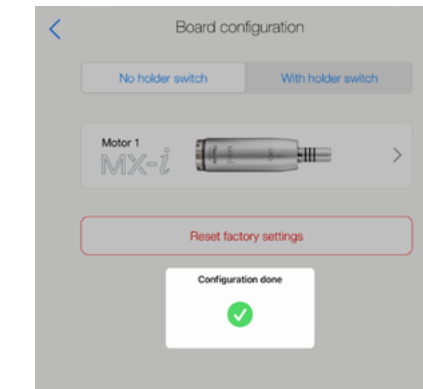 Board configuration
No holder switch
With holder switch
Motor 1
MX-i
Reset factory settings
Configuration done